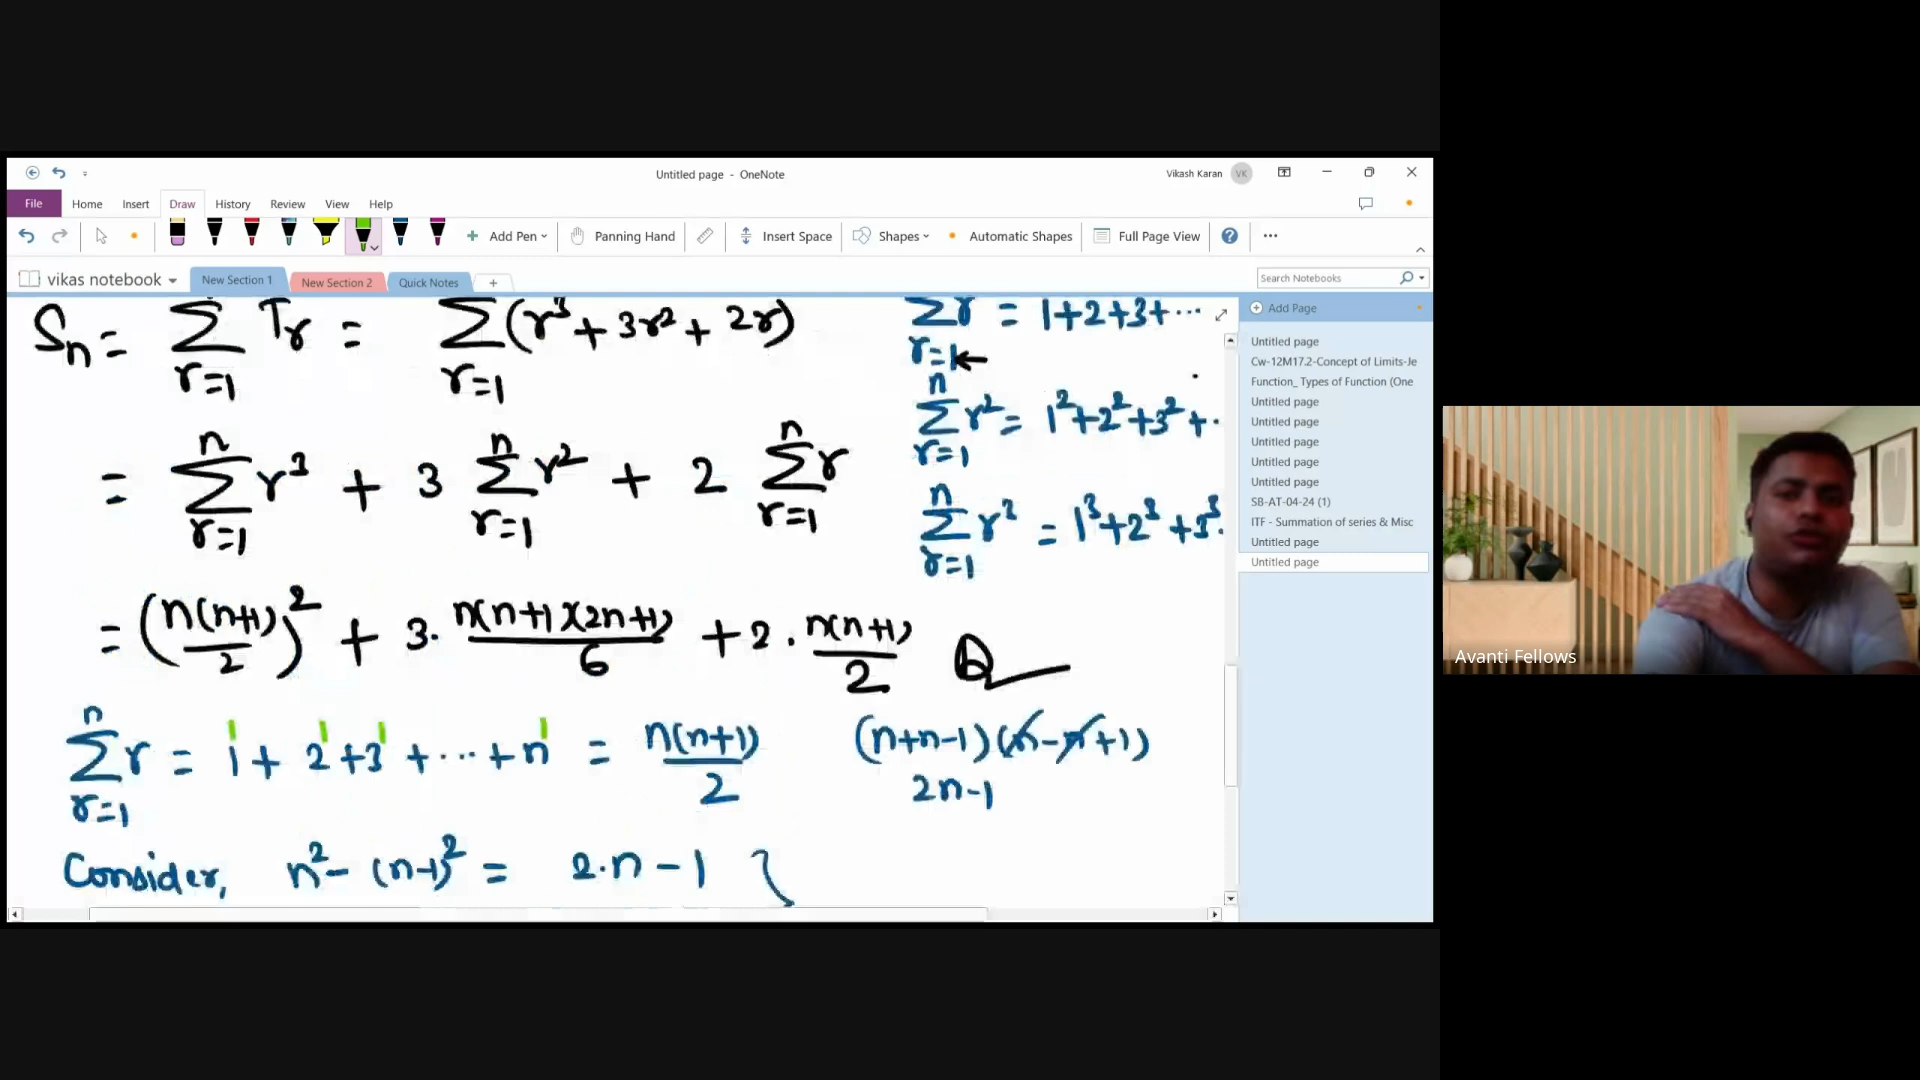 Untitled page - OneNote
Vikash Karan VK
File Home Insert Draw History Review View Help
Add Pen Panning Hand Insert Space Shapes Automatic Shapes Full Page View
vikas notebook New Section 1 New Section 2 Quick Notes
Search Notebooks
Add Page
Untitled page
Cw-12M17.2-Concept of Limits-Je
Function_ Types of Function (One
Untitled page
Untitled page
Untitled page
Untitled page
Untitled page
SB-AT-04-24 (1)
ITF - Summation of series & Misc
Untitled page
Untitled page
Sn = Σ r=1 Tr = Σ r=1 (r³ + 3r² + 2r)
= Σ r=1 n r³ + 3 Σ r=1 n r² + 2 Σ r=1 n r
= (n(n+1)/2)² + 3. n(n+1)(2n+1)/6 + 2. n(n+1)/2
Σr r=1 = 1+2+3+...
Σ r=1 n r² = 1²+2²+3²+..
Σ r=1 n r³ = 1³+2³+3³.
Σ r=1 n r = 1 + 2 + 3 + ... + n = n(n+1)/2
(n+n-1)(n-n+1)
2n-1
Consider, n² - (n-1)² = 2.n - 1
Avanti Fellows